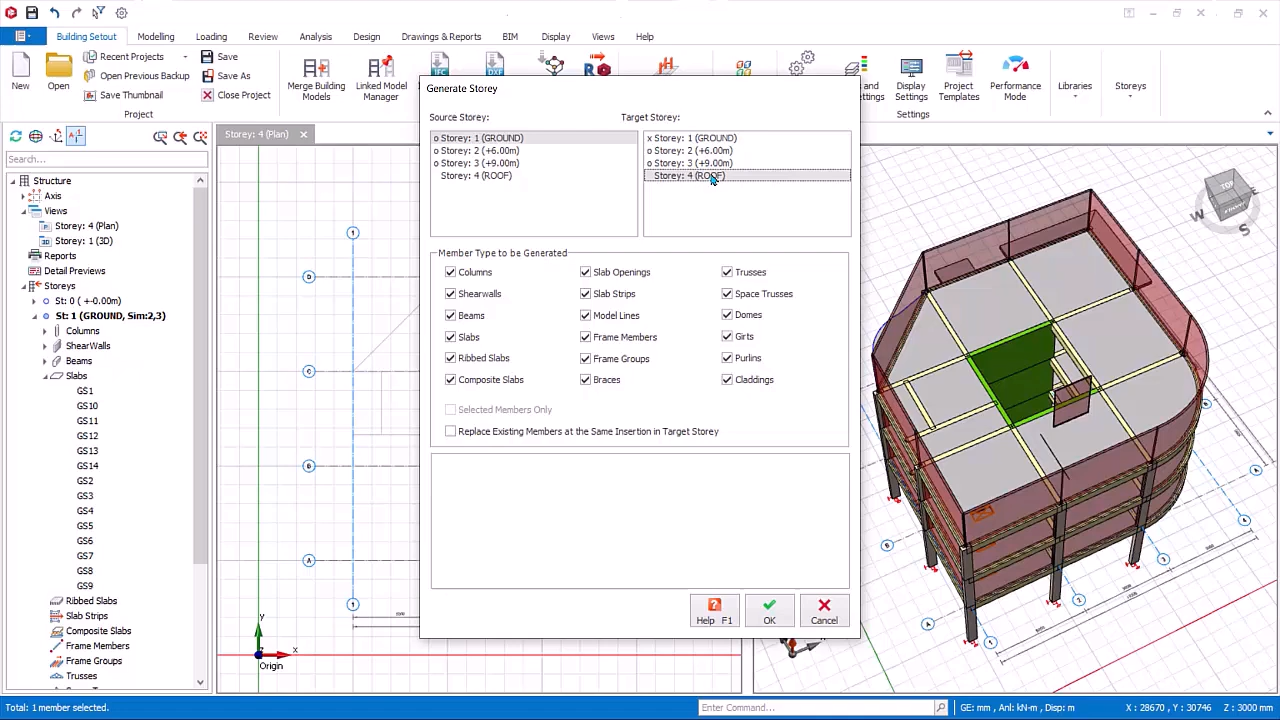 Building Setout
Modelling
Loading
Review
Analysis
Design
Drawings & Reports
BIM
Display
Views
Help
New
Open
Recent Projects
Open Previous Backup
Save Thumbnail
Save
Save As
Close Project
Project
Merge Building
Models
Linked Model
Manager
IFC
DXF
Display
Settings
Project
Templates
Performance
Mode
Settings
Libraries
Storeys
Storey: 4 (Plan)
Search...
Structure
Axis
Views
Storey: 4 (Plan)
Storey: 1 (3D)
Reports
Detail Previews
Storeys
St: 0 ( +-0.00m)
St: 1 (GROUND, Sim:2,3)
Columns
ShearWalls
Beams
Slabs
GS1
GS10
GS11
GS12
GS13
GS14
GS2
GS3
GS4
GS5
GS6
GS7
GS8
GS9
Ribbed Slabs
Slab Strips
Composite Slabs
Frame Members
Frame Groups
Trusses
1
D
C
B
A
1
y
x
Origin
Generate Storey
Source Storey:
o Storey: 1 (GROUND)
o Storey: 2 (+6.00m)
o Storey: 3 (+9.00m)
Storey: 4 (ROOF)
Target Storey:
x Storey: 1 (GROUND)
o Storey: 2 (+6.00m)
o Storey: 3 (+9.00m)
Storey: 4 (ROOF)
Member Type to be Generated
Columns
Slab Openings
Trusses
Shearwalls
Slab Strips
Space Trusses
Beams
Model Lines
Domes
Slabs
Frame Members
Girts
Ribbed Slabs
Frame Groups
Purlins
Composite Slabs
Braces
Claddings
Selected Members Only
Replace Existing Members at the Same Insertion in Target Storey
Help F1
OK
Cancel
TOP
FRONT
W
S
E
Total: 1 member selected.
Enter Command...
GE: mm , Anl: kN-m , Disp: m
X : 28670 , Y : 30746
Z : 3000 mm